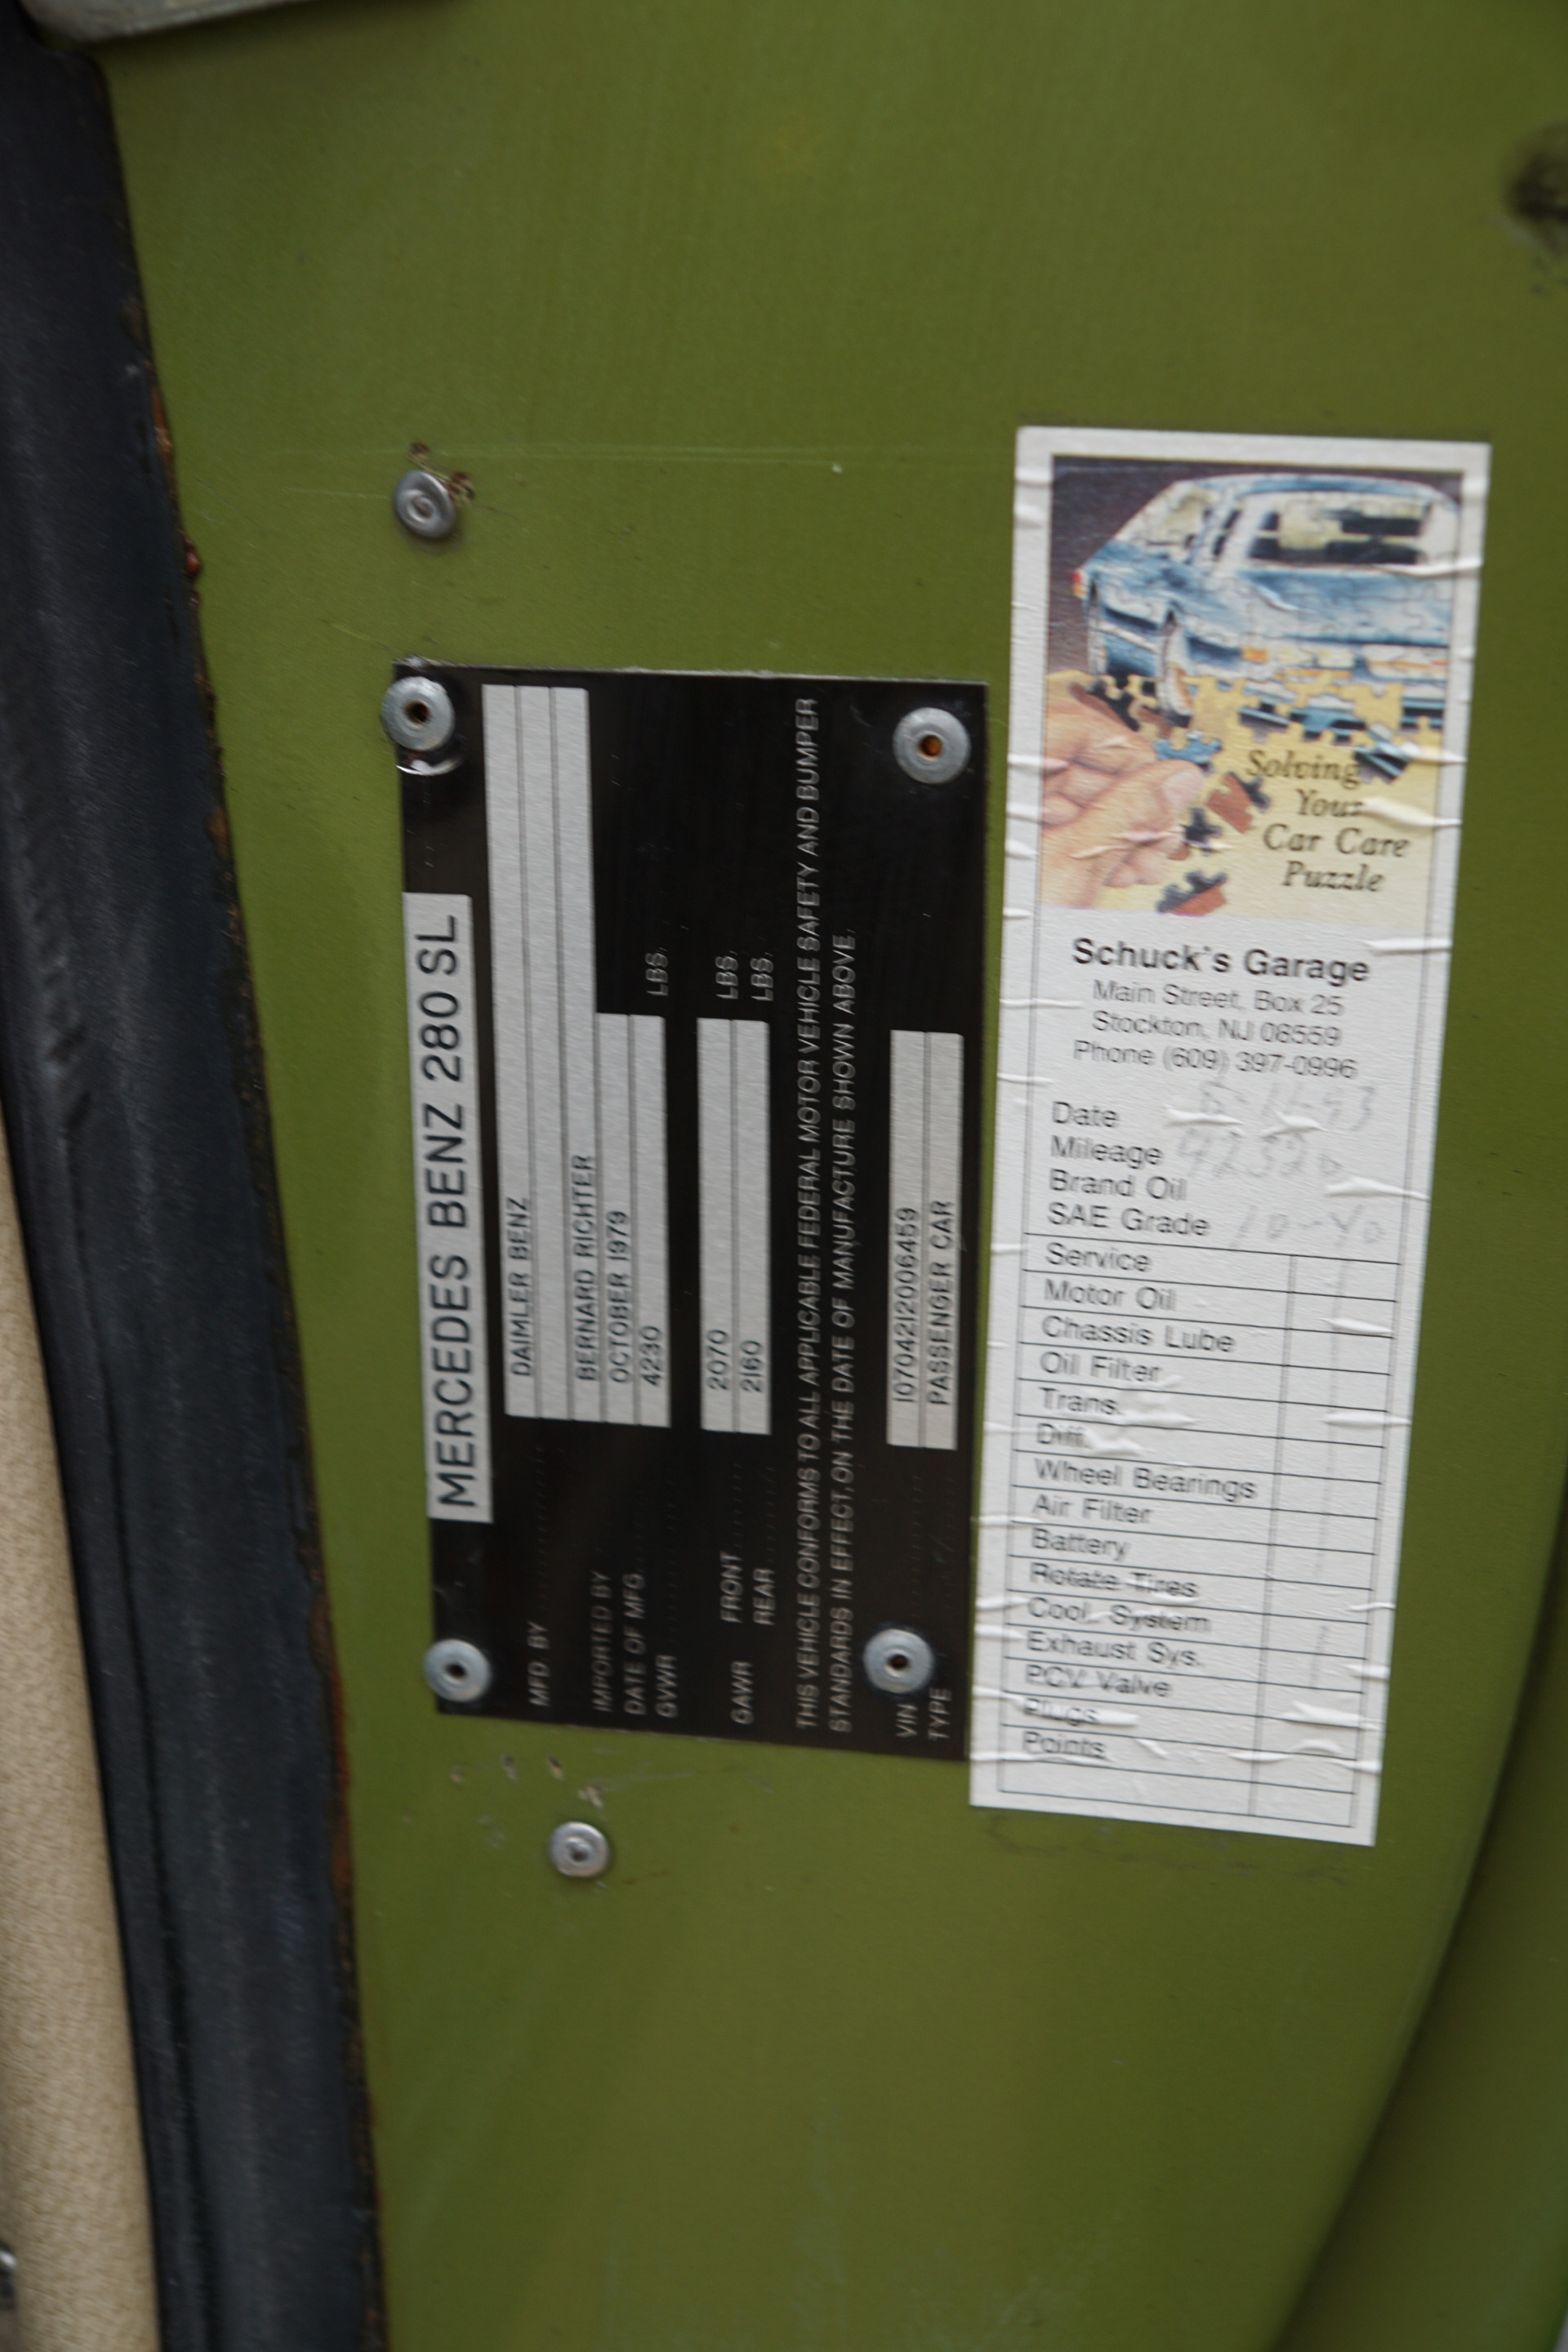 MERCEDES BENZ 280 SL
MFD BY DAIMLER BENZ
IMPORTED BY BERNARD RICHTER
DATE OF MFG. OCTOBER 1979
GVWR 4230 LBS.
GAWR FRONT 2070 LBS.
REAR 2160 LBS.
THIS VEHICLE CONFORMS TO ALL APPLICABLE FEDERAL MOTOR VEHICLE SAFETY AND BUMPER
STANDARDS IN EFFECT, ON THE DATE OF MANUFACTURE SHOWN ABOVE.
VIN 10704212006459
TYPE PASSENGER CAR
Solving
Your
Car Care
Puzzle
Schuck's Garage
Main Street, Box 25
Stockton, NJ 08559
Phone (609) 397-0996
Date
Mileage
Brand Oil
SAE Grade 10-40
Service
Motor Oil
Chassis Lube
Oil Filter
Trans.
Diff.
Wheel Bearings
Air Filter
Battery
Rotate Tires
Cool. System
Exhaust Sys.
PCV Valve
Plugs
Points